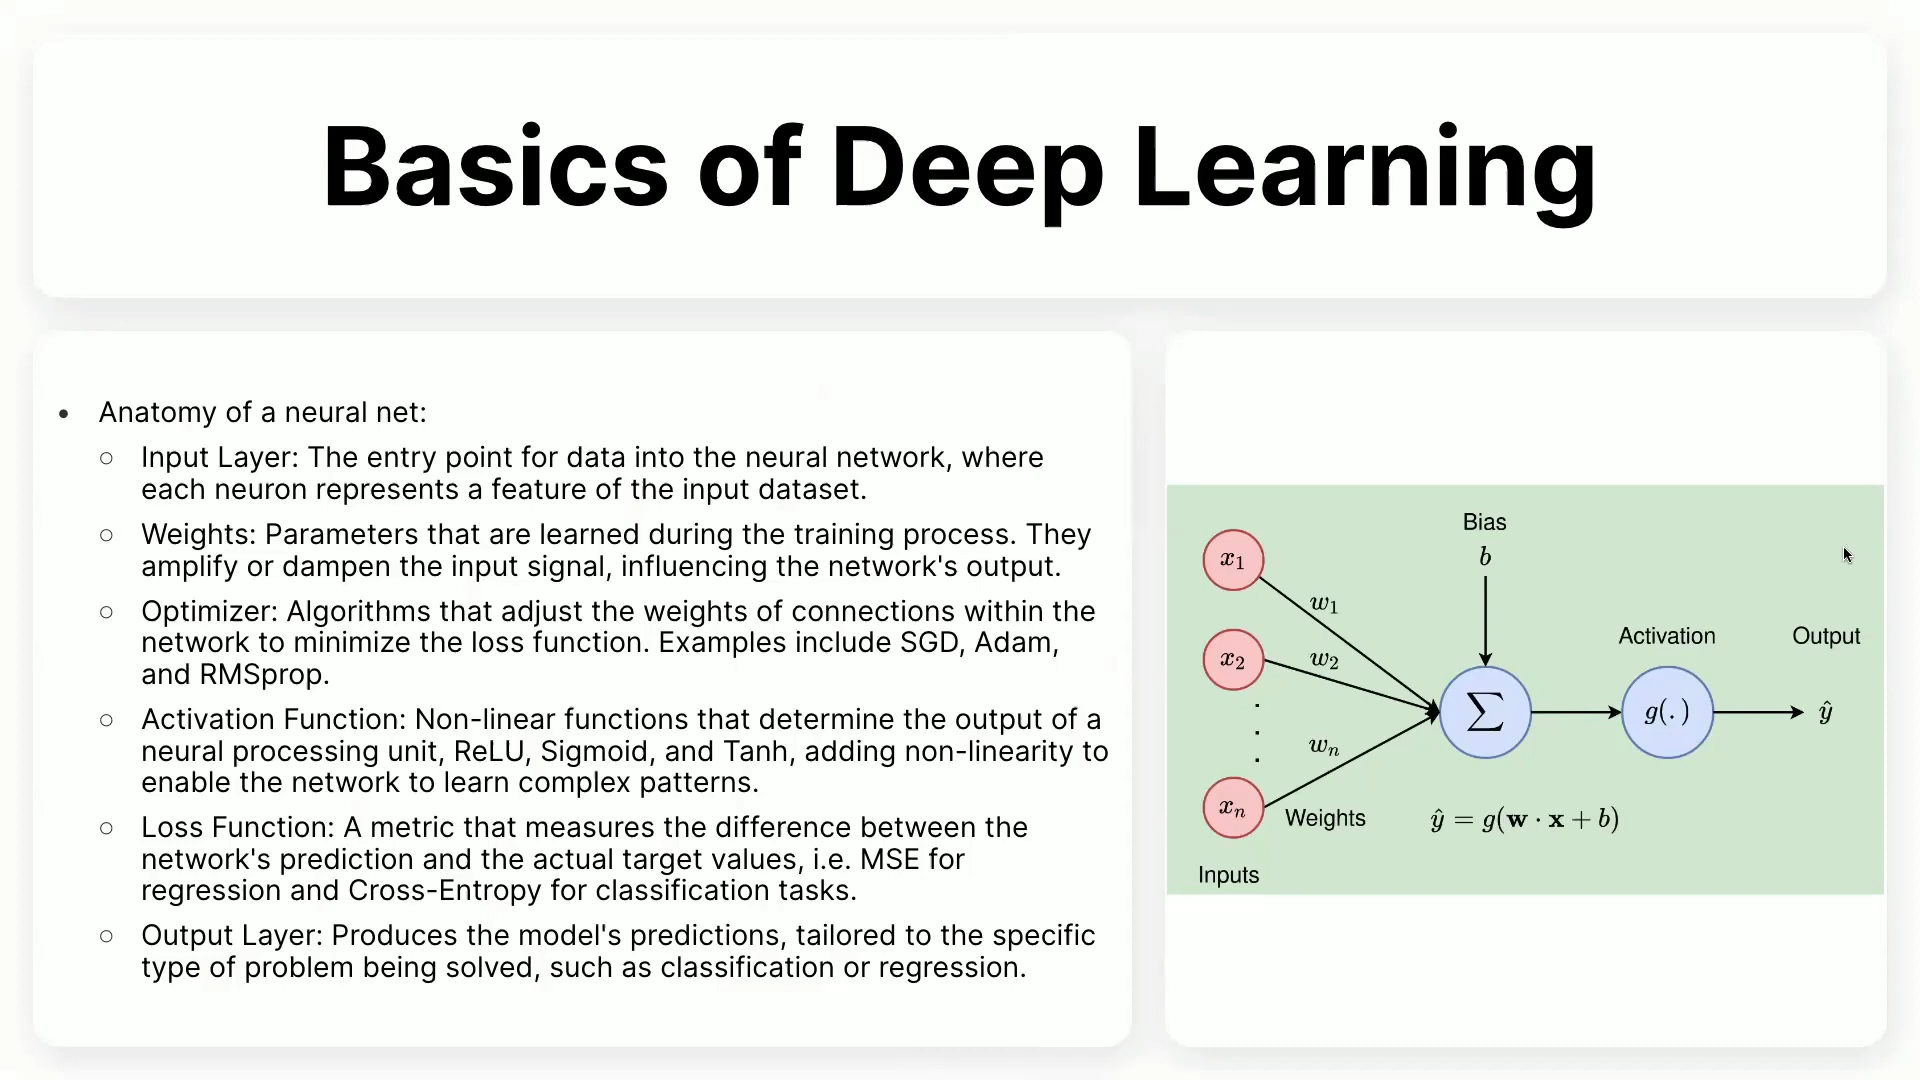 Basics of Deep Learning
• Anatomy of a neural net:
○ Input Layer: The entry point for data into the neural network, where
each neuron represents a feature of the input dataset.
○ Weights: Parameters that are learned during the training process. They
amplify or dampen the input signal, influencing the network's output.
○ Optimizer: Algorithms that adjust the weights of connections within the
network to minimize the loss function. Examples include SGD, Adam,
and RMSprop.
○ Activation Function: Non-linear functions that determine the output of a
neural processing unit, ReLU, Sigmoid, and Tanh, adding non-linearity to
enable the network to learn complex patterns.
○ Loss Function: A metric that measures the difference between the
network's prediction and the actual target values, i.e. MSE for
regression and Cross-Entropy for classification tasks.
○ Output Layer: Produces the model's predictions, tailored to the specific
type of problem being solved, such as classification or regression.
Bias
b
x₁
w₁
Activation
Output
x₂
w₂
∑
g(.)
ŷ
wₙ
xₙ
Weights
ŷ = g(w · x + b)
Inputs